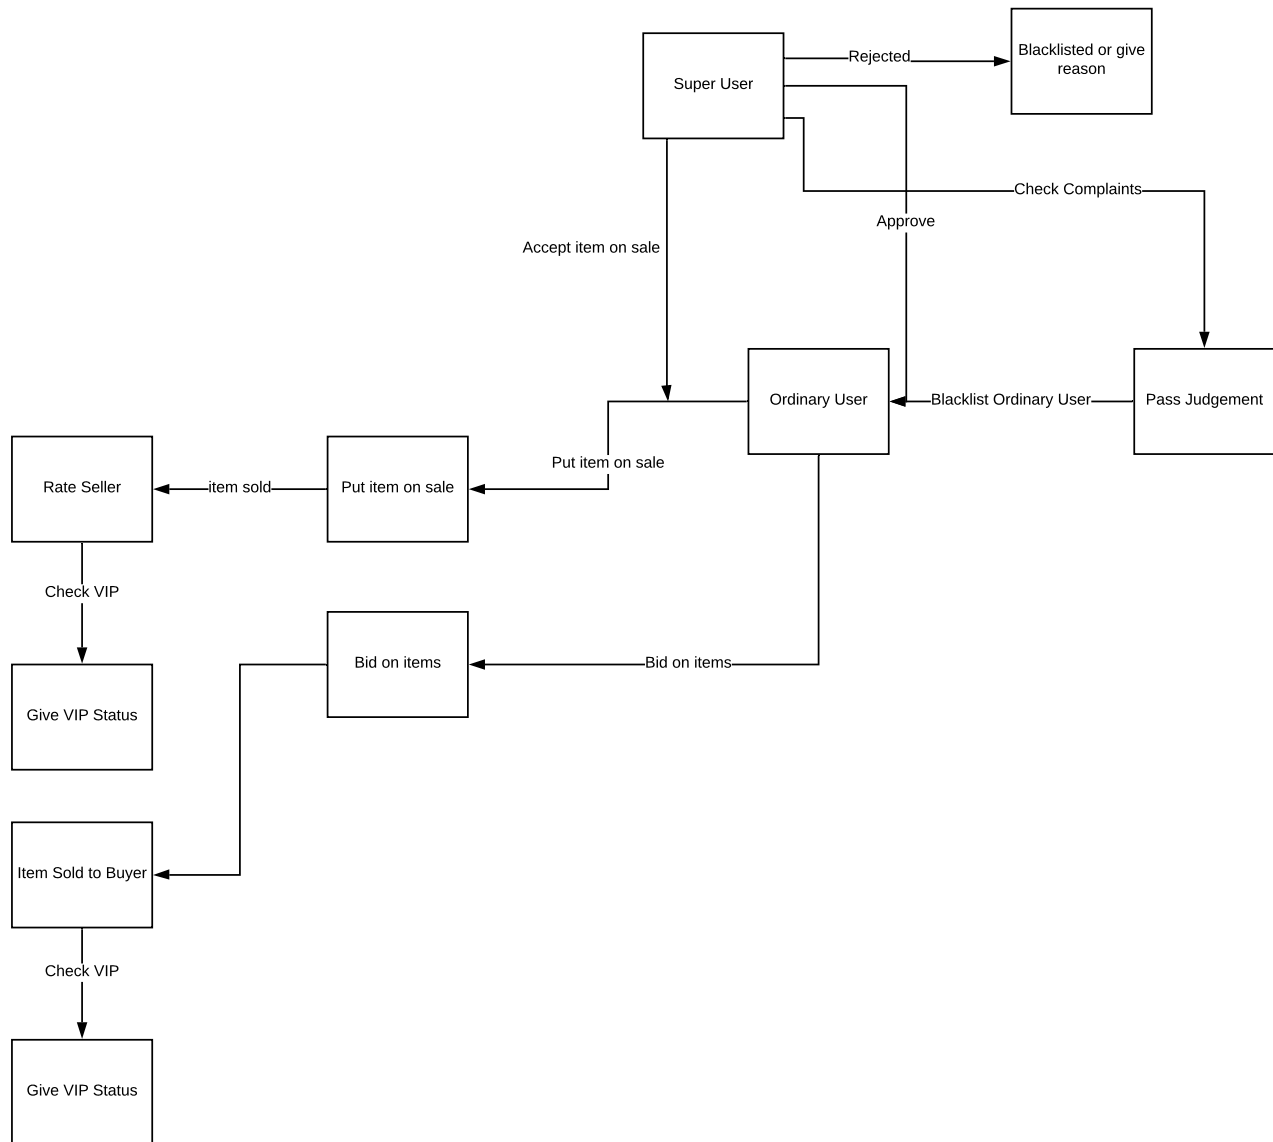 Rejected
Blacklisted or give
reason
Super User
Check Complaints
Approve
Accept item on sale
Ordinary User
Blacklist Ordinary User
Pass Judgement
Put item on sale
Rate Seller
item sold
Put item on sale
Check VIP
Bid on items
Bid on items
Give VIP Status
Item Sold to Buyer
Check VIP
Give VIP Status